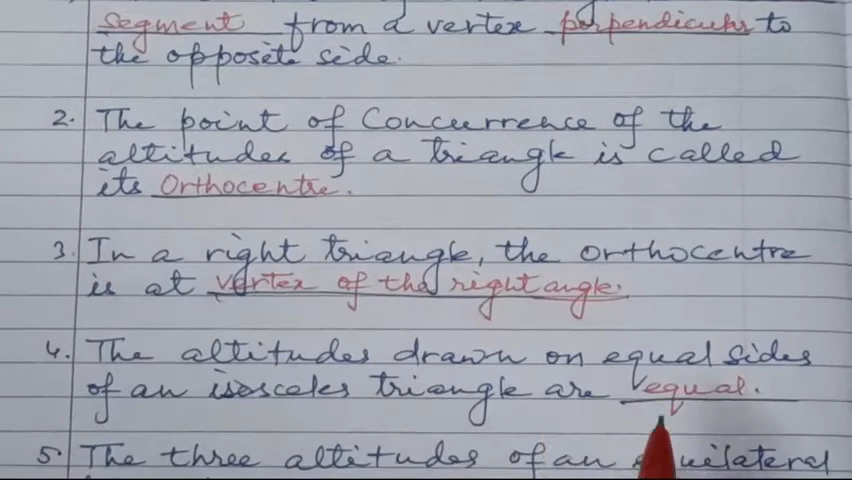 segment from a vertex perpendicular to
the opposite side.
2. The point of Concurrence of the
altitudes of a triangle is called
its Orthocentre.
3. In a right triangle, the orthocentre
is at vertex of the right angle.
4. The altitudes drawn on equal sides
of an isosceles triangle are equal.
5. The three altitudes of an equilateral